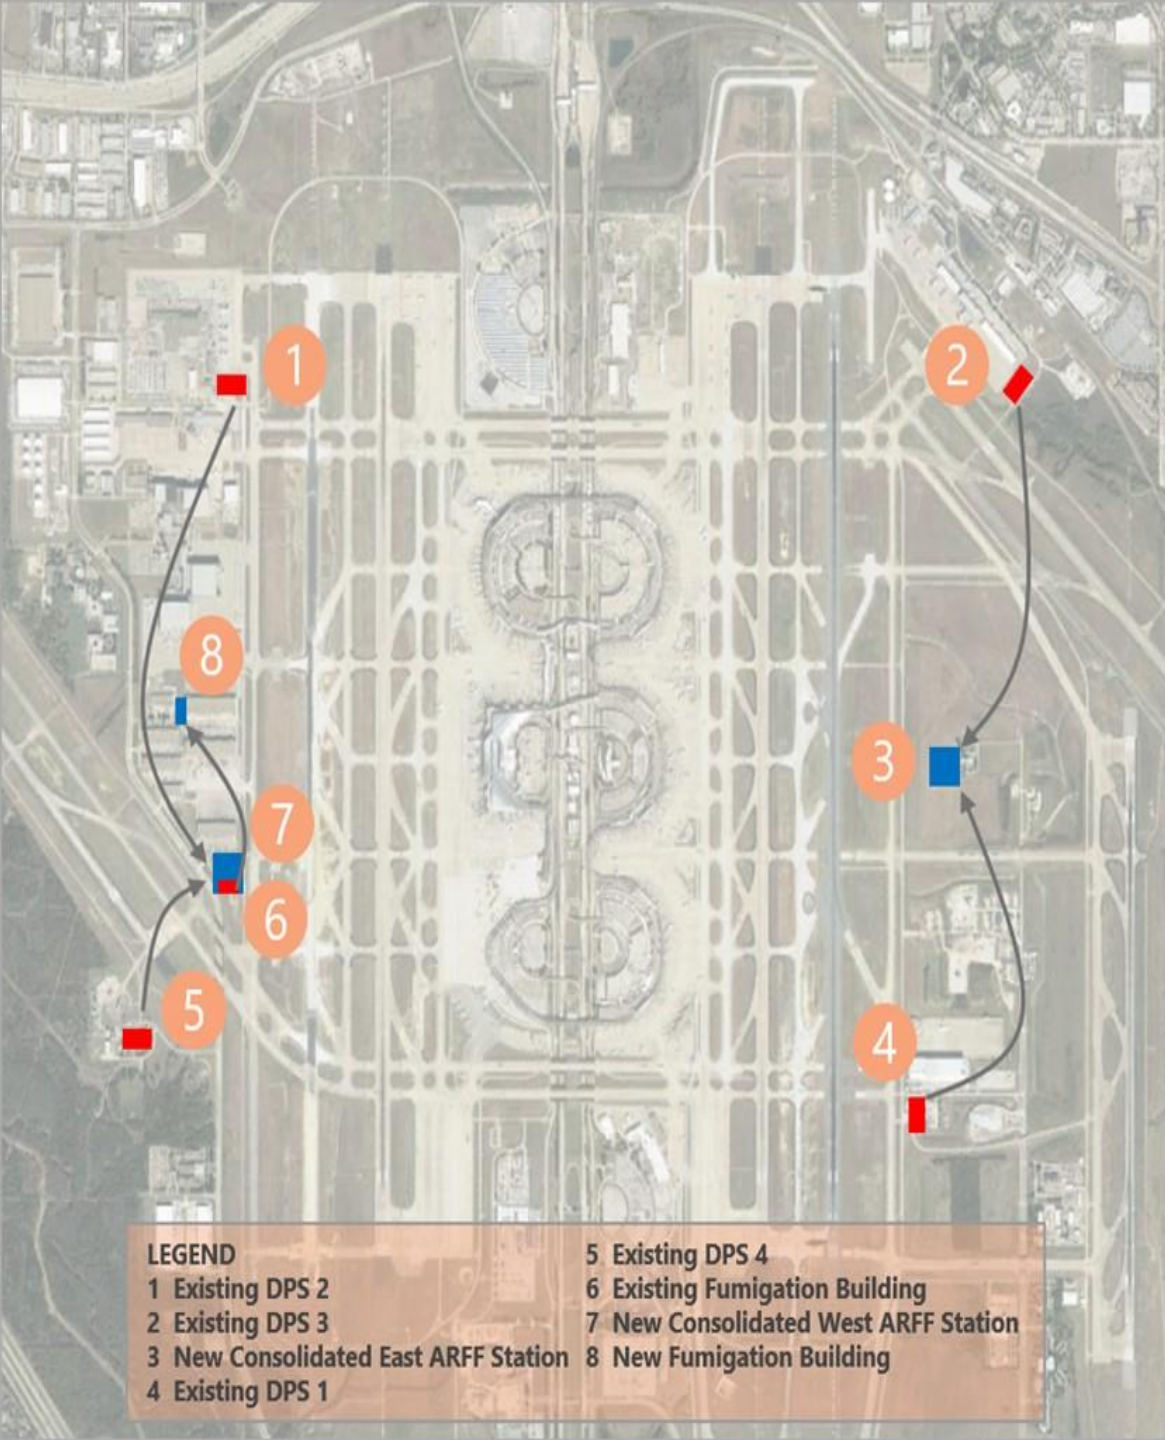 1
2
8
3
7
6
5
4
LEGEND
1 Existing DPS 2
2 Existing DPS 3
3 New Consolidated East ARFF Station
4 Existing DPS 1
5 Existing DPS 4
6 Existing Fumigation Building
7 New Consolidated West ARFF Station
8 New Fumigation Building